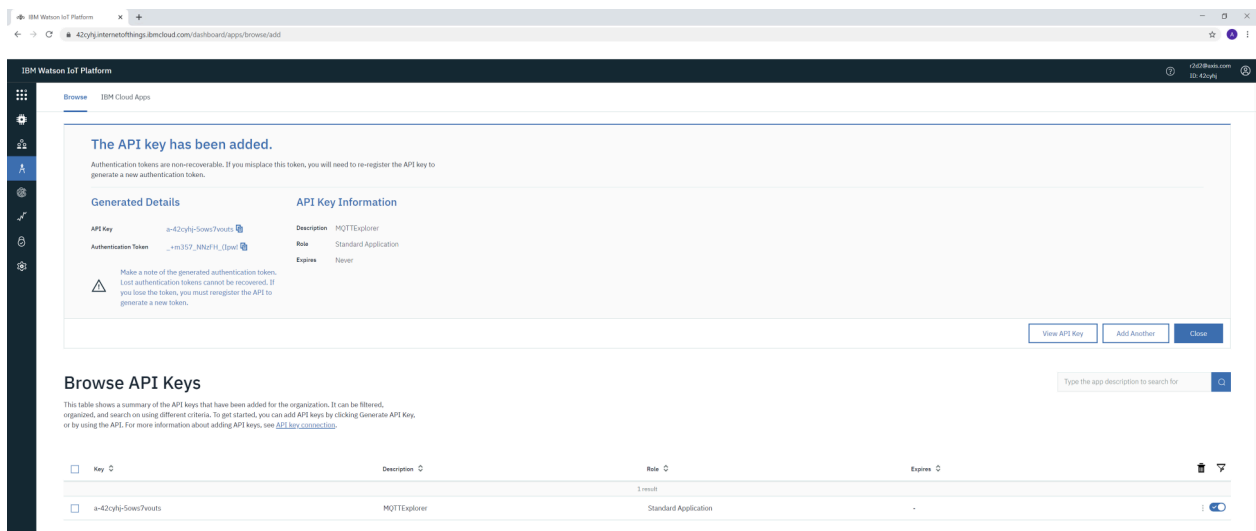 IBM Watson IoT Platform
42cyhj.internetofthings.ibmcloud.com/dashboard/apps/browse/add
A
IBM Watson IoT Platform
r2d2@axis.com
ID: 42cyhj
Browse IBM Cloud Apps
The API key has been added.
Authentication tokens are non-recoverable. If you misplace this token, you will need to re-register the API key to
generate a new authentication token.
Generated Details
API Key a-42cyhj-5ows7vouts
Authentication Token _+m357_NNzFH_(Ipwl
Make a note of the generated authentication token.
Lost authentication tokens cannot be recovered. If
you lose the token, you must reregister the API to
generate a new token.
API Key Information
Description MQTTExplorer
Role Standard Application
Expires Never
View API Key Add Another Close
Browse API Keys
Type the app description to search for
This table shows a summary of the API keys that have been added for the organization. It can be filtered,
organized, and search on using different criteria. To get started, you can add API keys by clicking Generate API Key,
or by using the API. For more information about adding API keys, see API key connection.
Key Description Role Expires
1 result
a-42cyhj-5ows7vouts MQTTExplorer Standard Application -